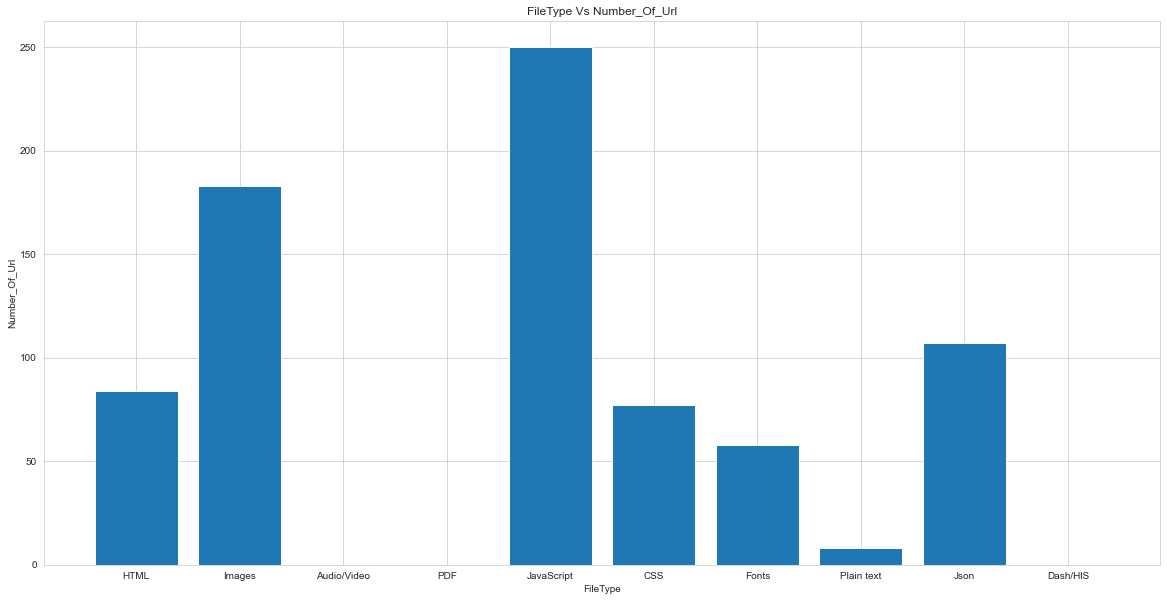 FileType Vs Number_Of_Url
250
200
150
100
50
0
Number_Of_Url
HTML Images Audio/Video PDF JavaScript CSS Fonts Plain text Json Dash/HIS
FileType